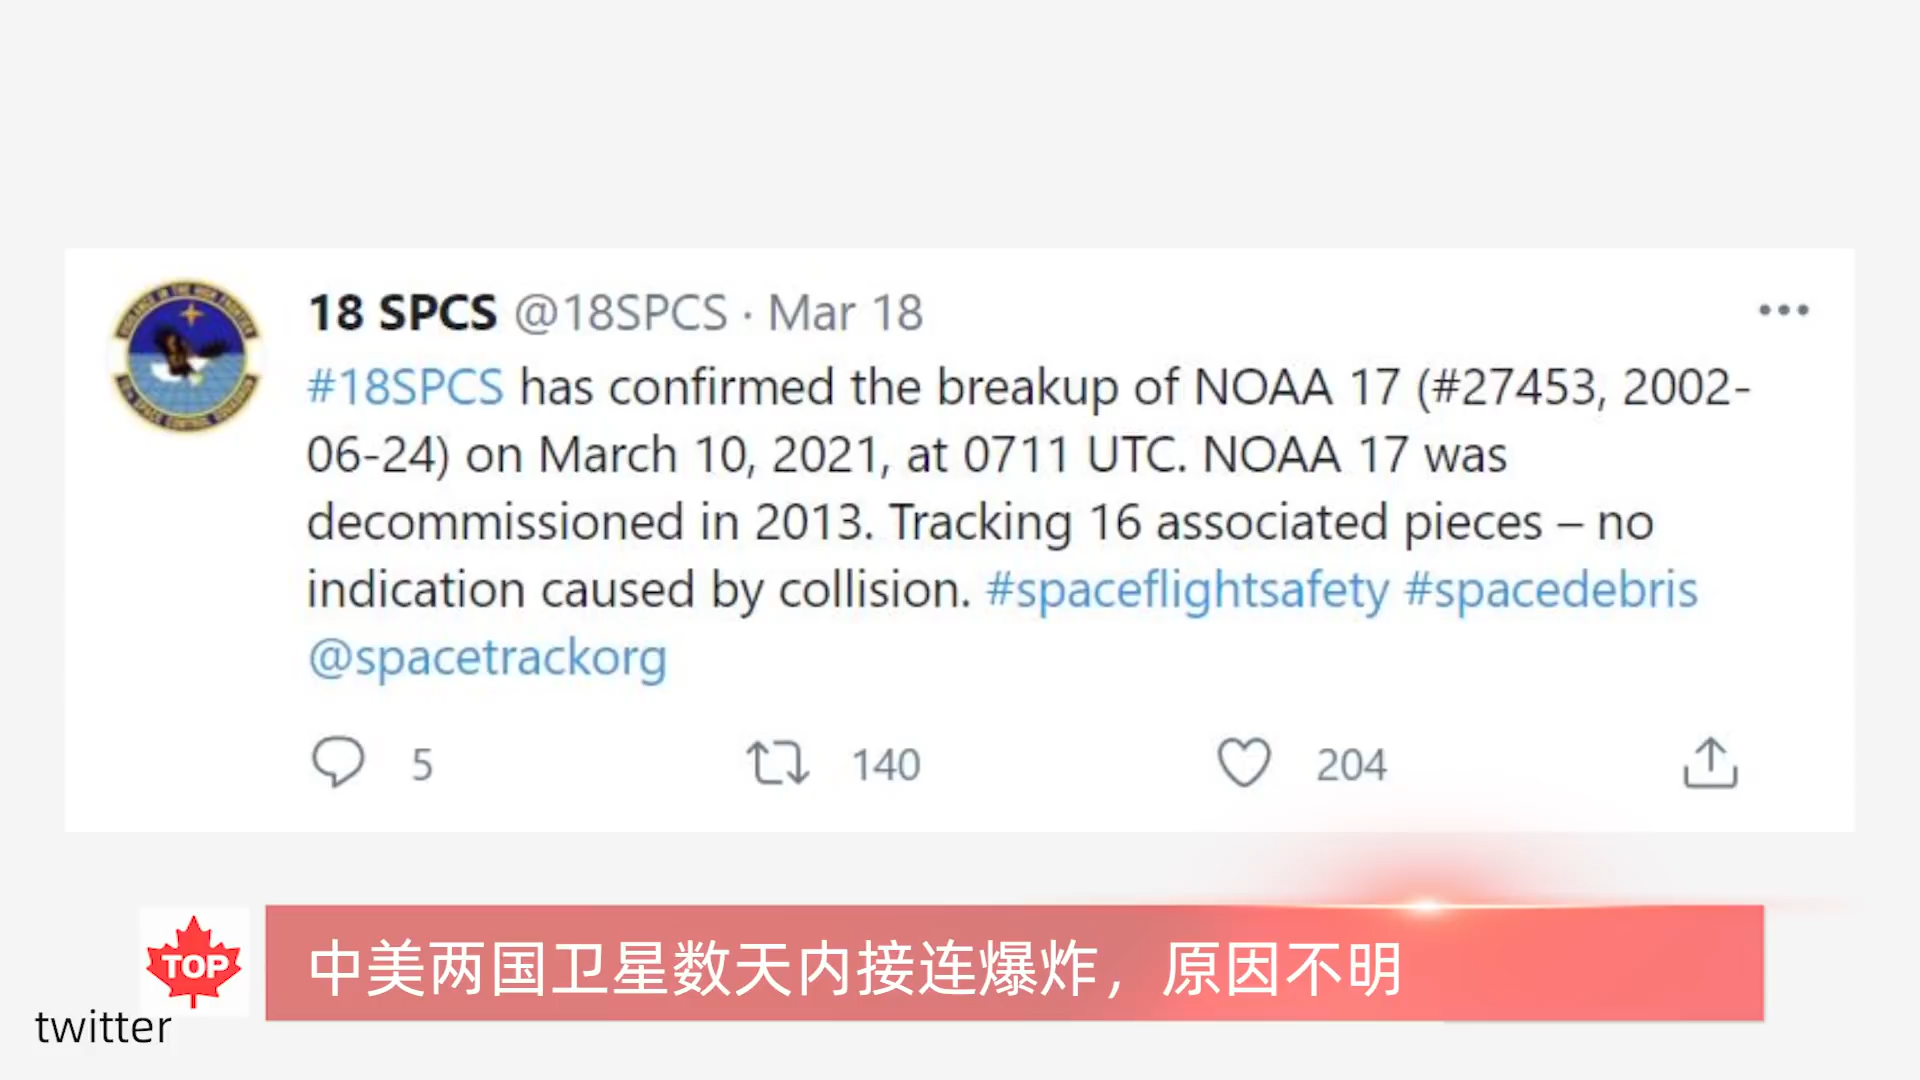 18 SPCS @18SPCS · Mar 18
#18SPCS has confirmed the breakup of NOAA 17 (#27453, 2002-
06-24) on March 10, 2021, at 0711 UTC. NOAA 17 was
decommissioned in 2013. Tracking 16 associated pieces – no
indication caused by collision. #spaceflightsafety #spacedebris
@spacetrackorg
5 140 204
TOP
中美两国卫星数天内接连爆炸，原因不明
twitter